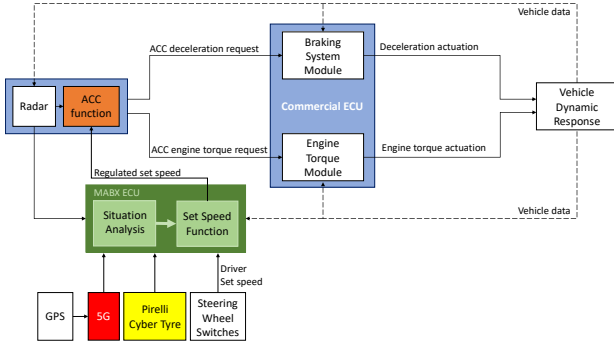 Vehicle data
ACC deceleration request
Braking
System
Module
Deceleration actuation
Radar
ACC
function
Commercial ECU
Vehicle
Dynamic
Response
ACC engine torque request
Engine
Torque
Module
Engine torque actuation
Regulated set speed
MABX ECU
Situation
Analysis
Set Speed
Function
Vehicle data
Driver
Set speed
GPS
5G
Pirelli
Cyber Tyre
Steering
Wheel
Switches